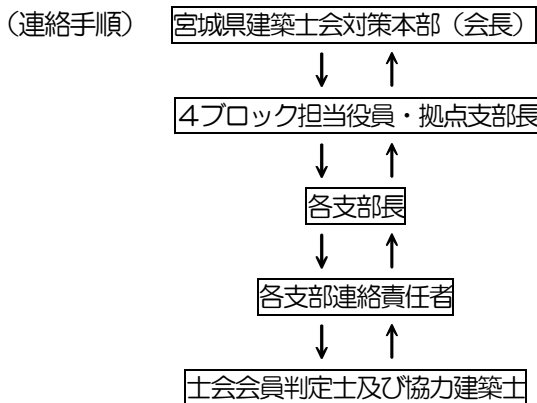 （連絡手順） 宮城県建築士会対策本部（会長）
↓ ↑
４ブロック担当役員・拠点支部長
↓ ↑
各支部長
↓ ↑
各支部連絡責任者
↓ ↑
士会会員判定士及び協力建築士